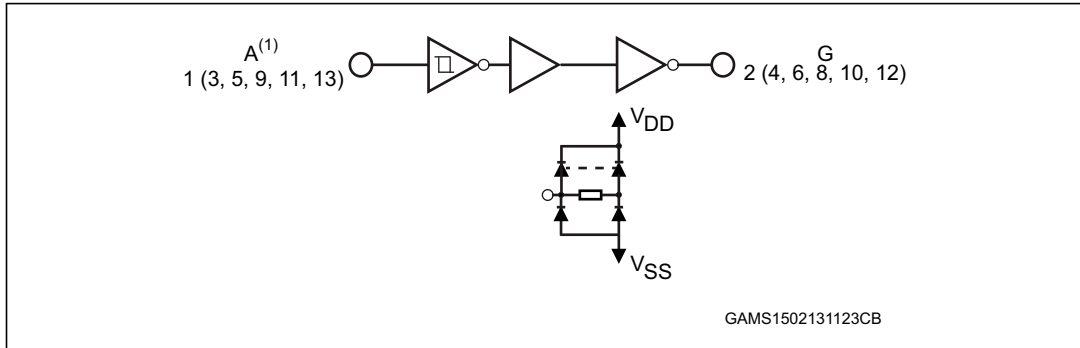 A(1)
1 (3, 5, 9, 11, 13)
G
2 (4, 6, 8, 10, 12)
VDD
VSS
GAMS1502131123CB